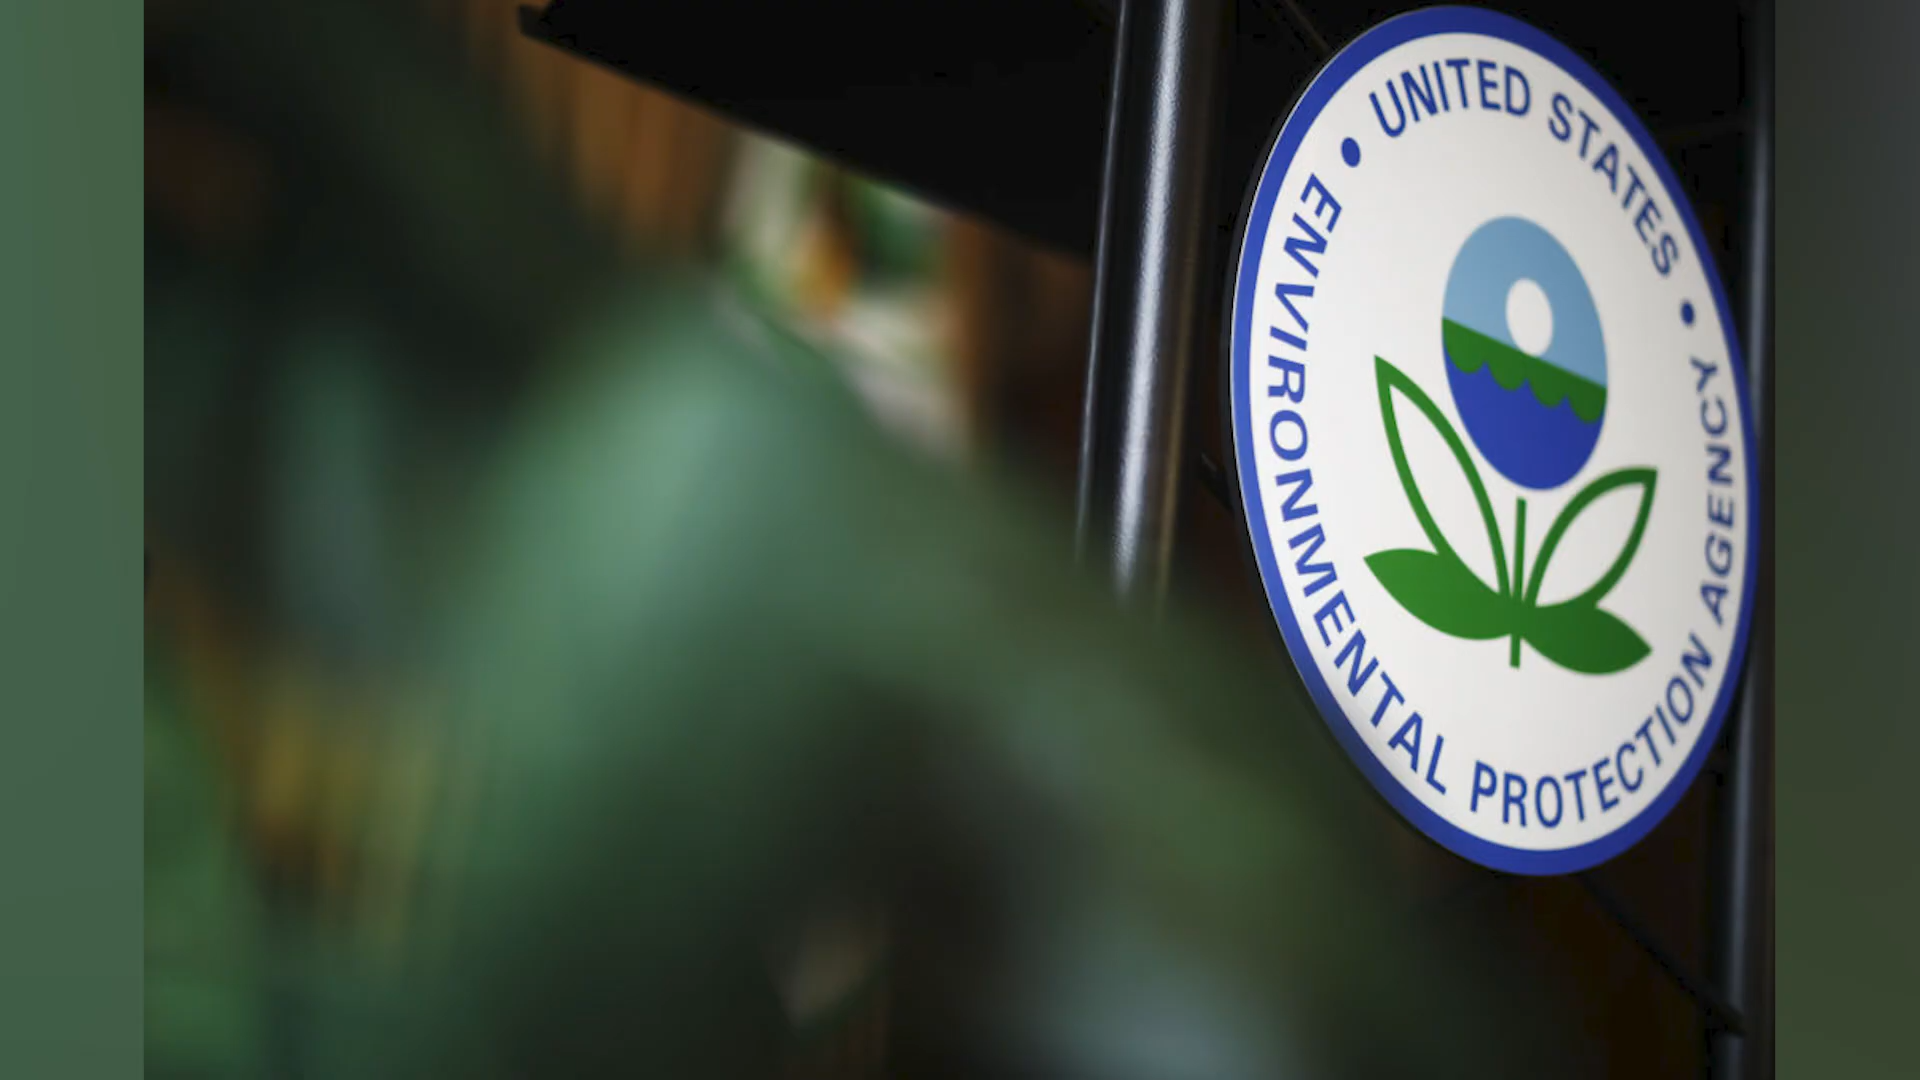 • UNITED STATES •
ENVIRONMENTAL PROTECTION AGENCY